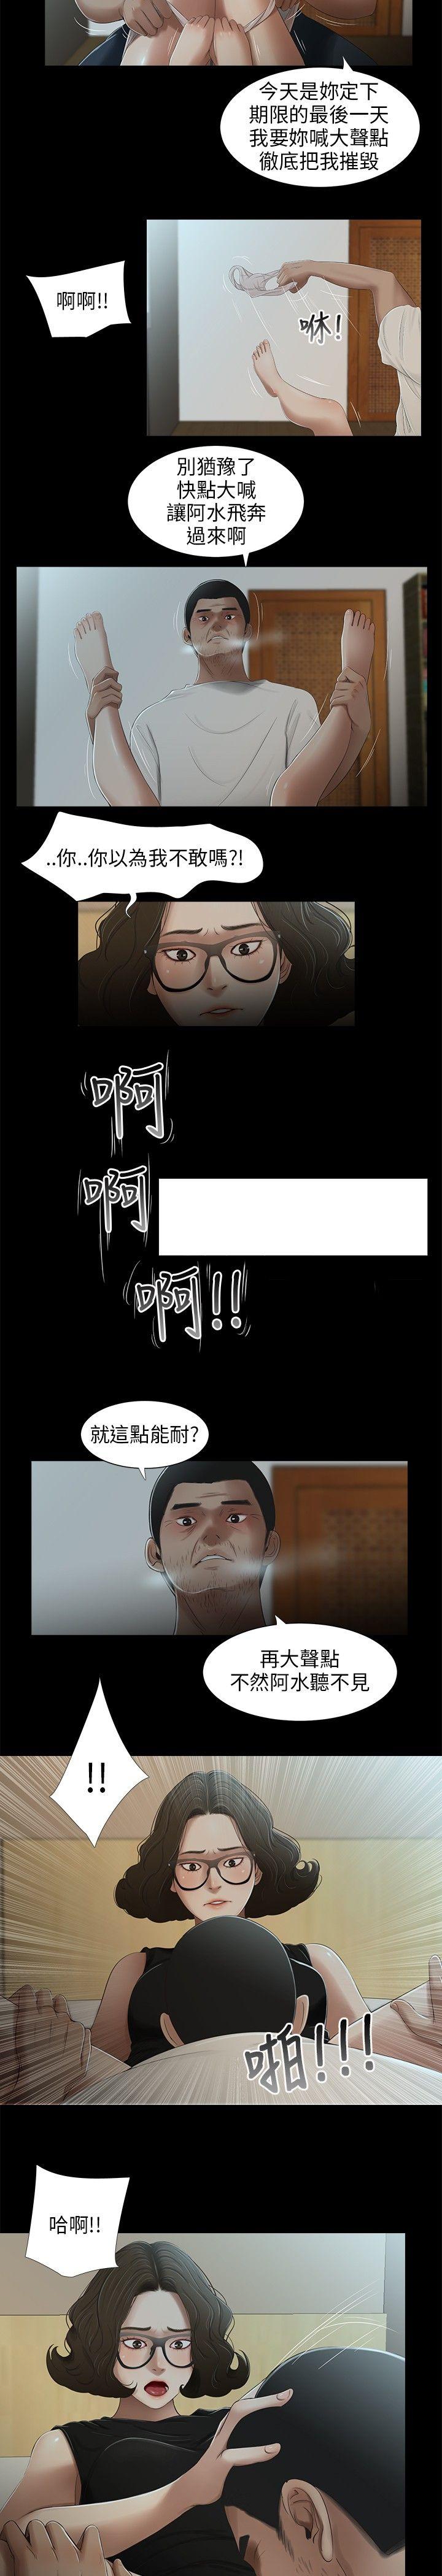 今天是妳定下
期限的最後一天
我要妳喊大聲點
徹底把我摧毀
啊啊!!
咻!
別猶豫了
快點大喊
讓阿水飛奔
過來啊
..你..你以為我不敢嗎?!
啊
啊
啊!!
就這點能耐?
再大聲點
不然阿水聽不見
!!
啪!!!
哈啊!!